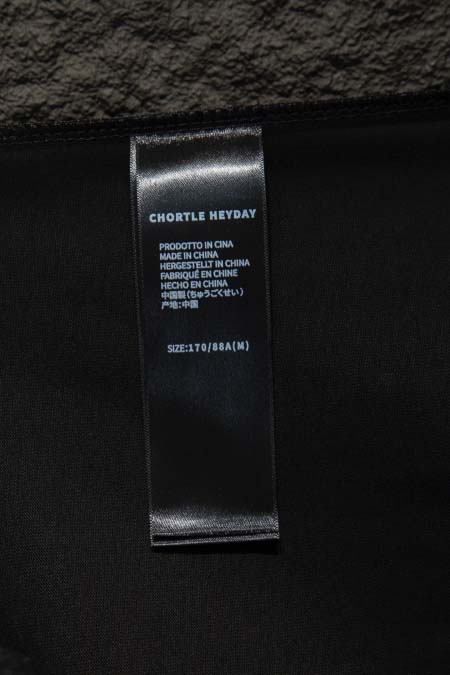 CHORTLE HEYDAY
PRODOTTO IN CINA
MADE IN CHINA
HERGESTELLT IN CHINA
FABRIQUÉ EN CHINE
HECHO EN CHINA
中国製(ちゅうごくせい)
产地:中国
SIZE:170/88A(M)